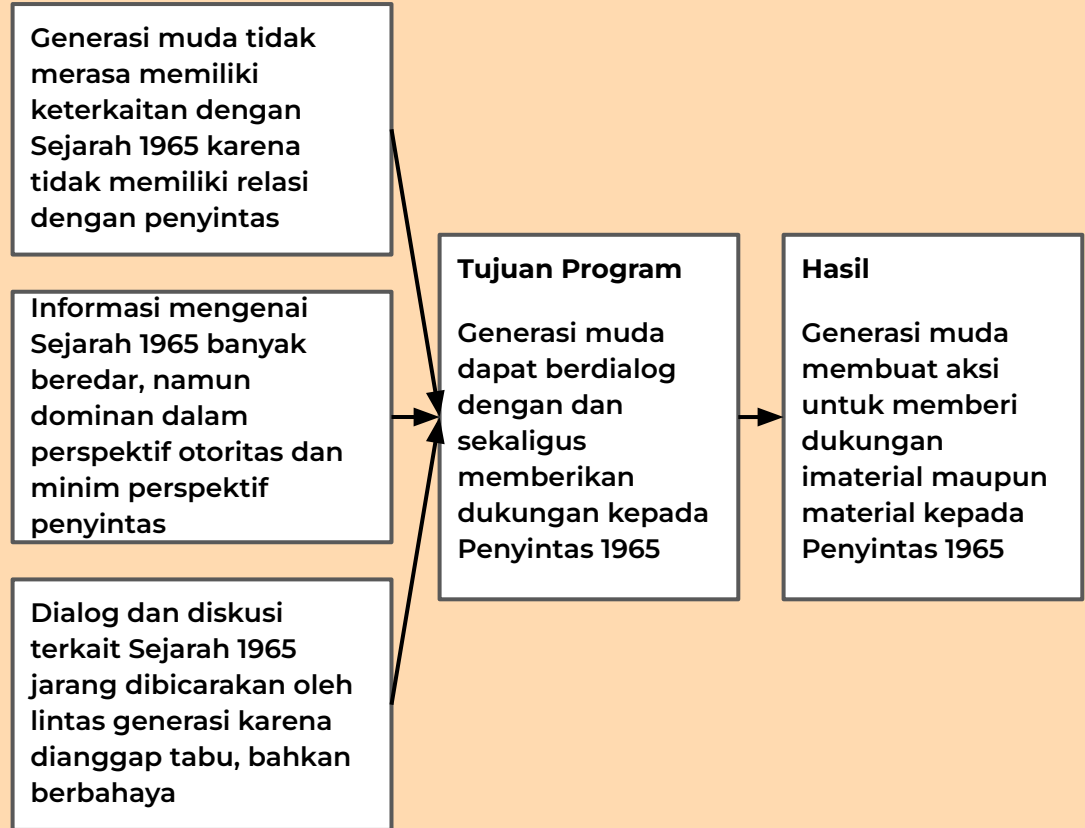 Generasi muda tidak
merasa memiliki
keterkaitan dengan
Sejarah 1965 karena
tidak memiliki relasi
dengan penyintas
Informasi mengenai
Sejarah 1965 banyak
beredar, namun
dominan dalam
perspektif otoritas dan
minim perspektif
penyintas
Dialog dan diskusi
terkait Sejarah 1965
jarang dibicarakan oleh
lintas generasi karena
dianggap tabu, bahkan
berbahaya
Tujuan Program
Generasi muda
dapat berdialog
dengan dan
sekaligus
memberikan
dukungan kepada
Penyintas 1965
Hasil
Generasi muda
membuat aksi
untuk memberi
dukungan
imaterial maupun
material kepada
Penyintas 1965